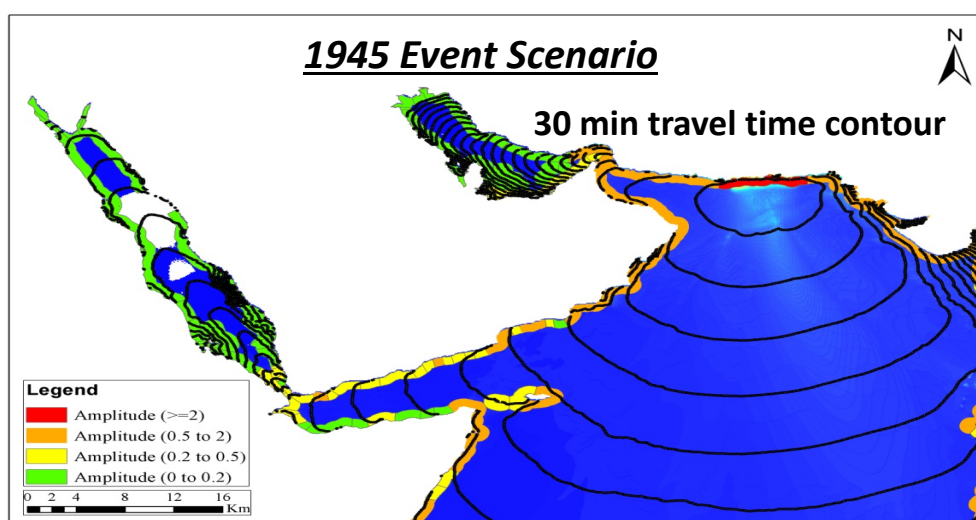 1945 Event Scenario
N
30 min travel time contour
Legend
Amplitude (>=2)
Amplitude (0.5 to 2)
Amplitude (0.2 to 0.5)
Amplitude (0 to 0.2)
0 2 4 8 12 16
Km